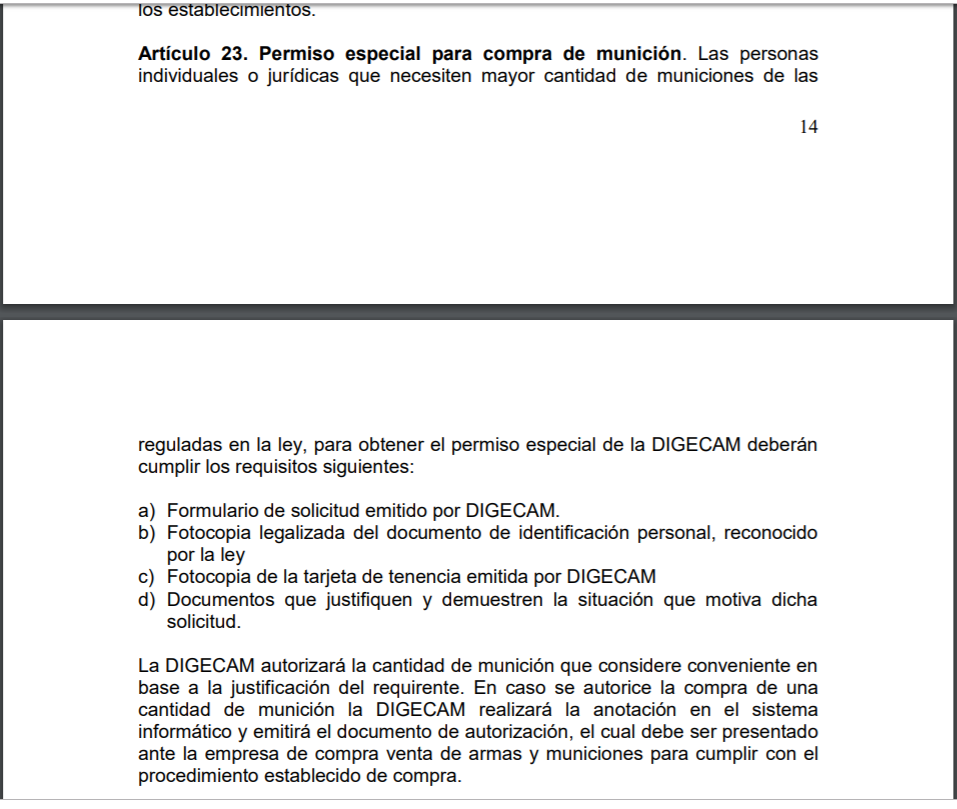 los establecimientos.
Artículo 23. Permiso especial para compra de munición. Las personas
individuales o jurídicas que necesiten mayor cantidad de municiones de las
14
reguladas en la ley, para obtener el permiso especial de la DIGECAM deberán
cumplir los requisitos siguientes:
a) Formulario de solicitud emitido por DIGECAM.
b) Fotocopia legalizada del documento de identificación personal, reconocido
por la ley
c) Fotocopia de la tarjeta de tenencia emitida por DIGECAM
d) Documentos que justifiquen y demuestren la situación que motiva dicha
solicitud.
La DIGECAM autorizará la cantidad de munición que considere conveniente en
base a la justificación del requirente. En caso se autorice la compra de una
cantidad de munición la DIGECAM realizará la anotación en el sistema
informático y emitirá el documento de autorización, el cual debe ser presentado
ante la empresa de compra venta de armas y municiones para cumplir con el
procedimiento establecido de compra.